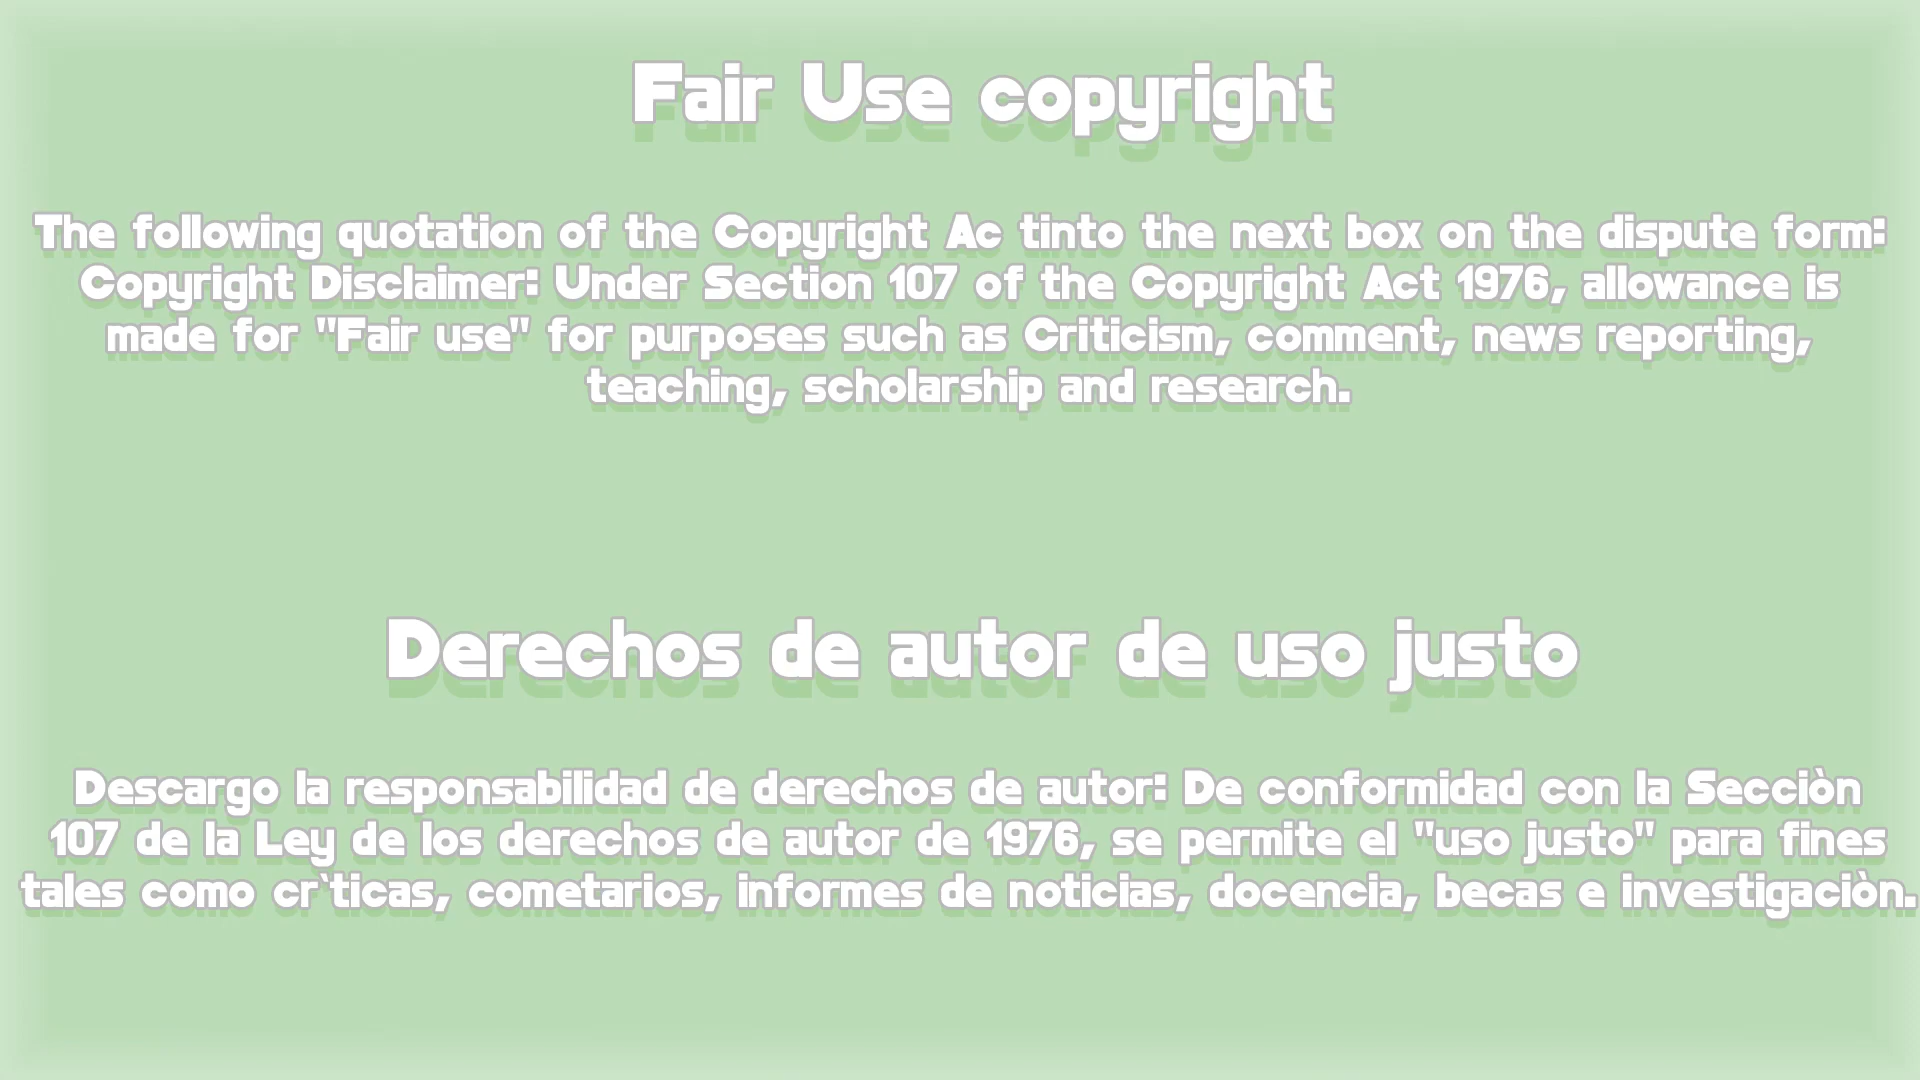 Fair Use copyright
The following quotation of the Copyright Ac tinto the next box on the dispute form:
Copyright Disclaimer: Under Section 107 of the Copyright Act 1976, allowance is
made for "Fair use" for purposes such as Criticism, comment, news reporting,
teaching, scholarship and research.
Derechos de autor de uso justo
Descargo la responsabilidad de derechos de autor: De conformidad con la Secciòn
107 de la Ley de los derechos de autor de 1976, se permite el "uso justo" para fines
tales como cr`ticas, cometarios, informes de noticias, docencia, becas e investigaciòn.